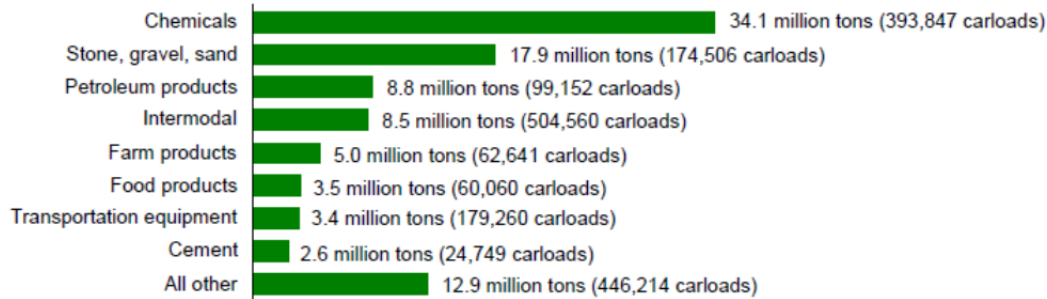 Chemicals 34.1 million tons (393,847 carloads)
Stone, gravel, sand 17.9 million tons (174,506 carloads)
Petroleum products 8.8 million tons (99,152 carloads)
Intermodal 8.5 million tons (504,560 carloads)
Farm products 5.0 million tons (62,641 carloads)
Food products 3.5 million tons (60,060 carloads)
Transportation equipment 3.4 million tons (179,260 carloads)
Cement 2.6 million tons (24,749 carloads)
All other 12.9 million tons (446,214 carloads)